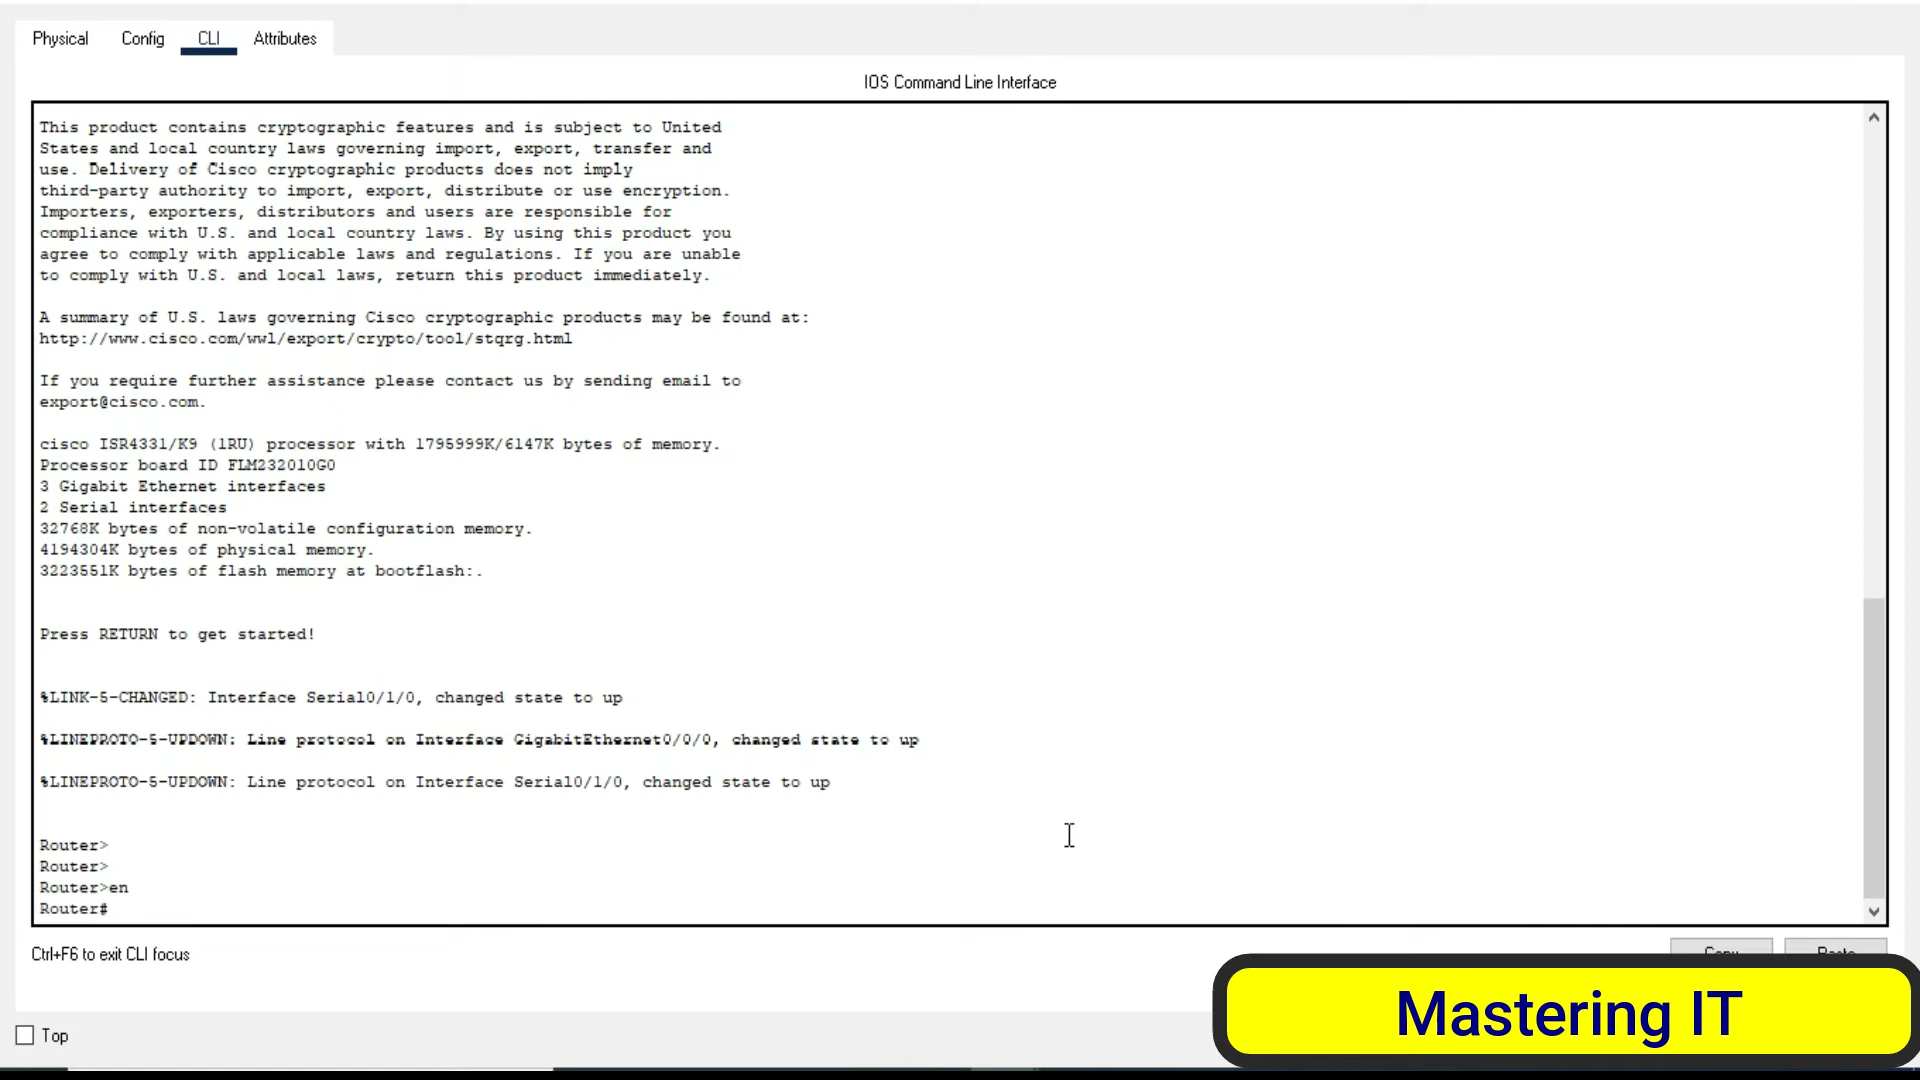 Physical Config CLI Attributes
IOS Command Line Interface
This product contains cryptographic features and is subject to United
States and local country laws governing import, export, transfer and
use. Delivery of Cisco cryptographic products does not imply
third-party authority to import, export, distribute or use encryption.
Importers, exporters, distributors and users are responsible for
compliance with U.S. and local country laws. By using this product you
agree to comply with applicable laws and regulations. If you are unable
to comply with U.S. and local laws, return this product immediately.
A summary of U.S. laws governing Cisco cryptographic products may be found at:
http://www.cisco.com/wwl/export/crypto/tool/stqrg.html
If you require further assistance please contact us by sending email to
export@cisco.com.
cisco ISR4331/K9 (1RU) processor with 1795999K/6147K bytes of memory.
Processor board ID FLM232010G0
3 Gigabit Ethernet interfaces
2 Serial interfaces
32768K bytes of non-volatile configuration memory.
4194304K bytes of physical memory.
3223551K bytes of flash memory at bootflash:.
Press RETURN to get started!
%LINK-5-CHANGED: Interface Serial0/1/0, changed state to up
%LINEPROTO-5-UPDOWN: Line protocol on Interface GigabitEthernet0/0/0, changed state to up
%LINEPROTO-5-UPDOWN: Line protocol on Interface Serial0/1/0, changed state to up
Router>
Router>
Router>en
Router#
Ctrl+F6 to exit CLI focus
Copy Paste
Top
Mastering IT